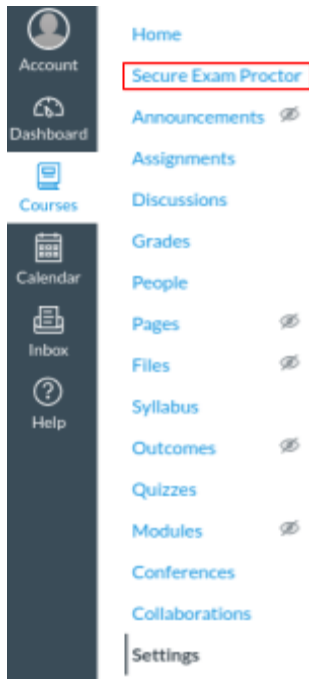 Account
Dashboard
Courses
Calendar
Inbox
Help
Home
Secure Exam Proctor
Announcements
Assignments
Discussions
Grades
People
Pages
Files
Syllabus
Outcomes
Quizzes
Modules
Conferences
Collaborations
Settings